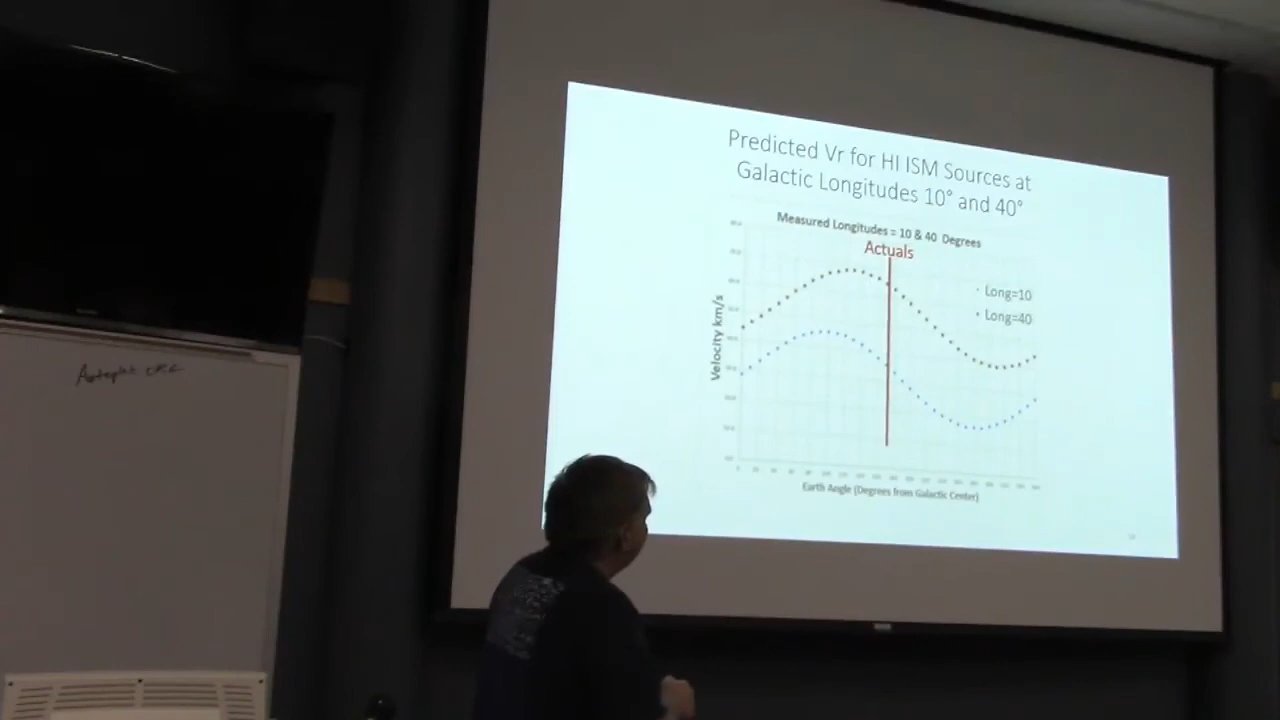 Predicted Vr for HI ISM Sources at
Galactic Longitudes 10° and 40°
Measured Longitudes = 10 & 40 Degrees
Actuals
Long=10
Long=40
Velocity km/s
Earth Angle (Degrees from Galactic Center)